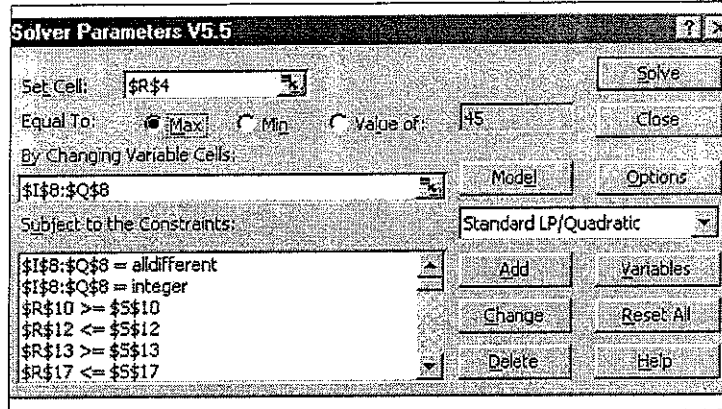 Solver Parameters V5.5 ? ×
Set Cell: $R$4 Solve
Equal To: Max Min Value of: 45 Close
By Changing Variable Cells:
$I$8:$Q$8 Model Options
Subject to the Constraints: Standard LP/Quadratic
$I$8:$Q$8 = alldifferent Add Variables
$I$8:$Q$8 = integer
$R$10 >= $S$10 Change Reset All
$R$12 <= $S$12
$R$13 >= $S$13 Delete Help
$R$17 <= $S$17